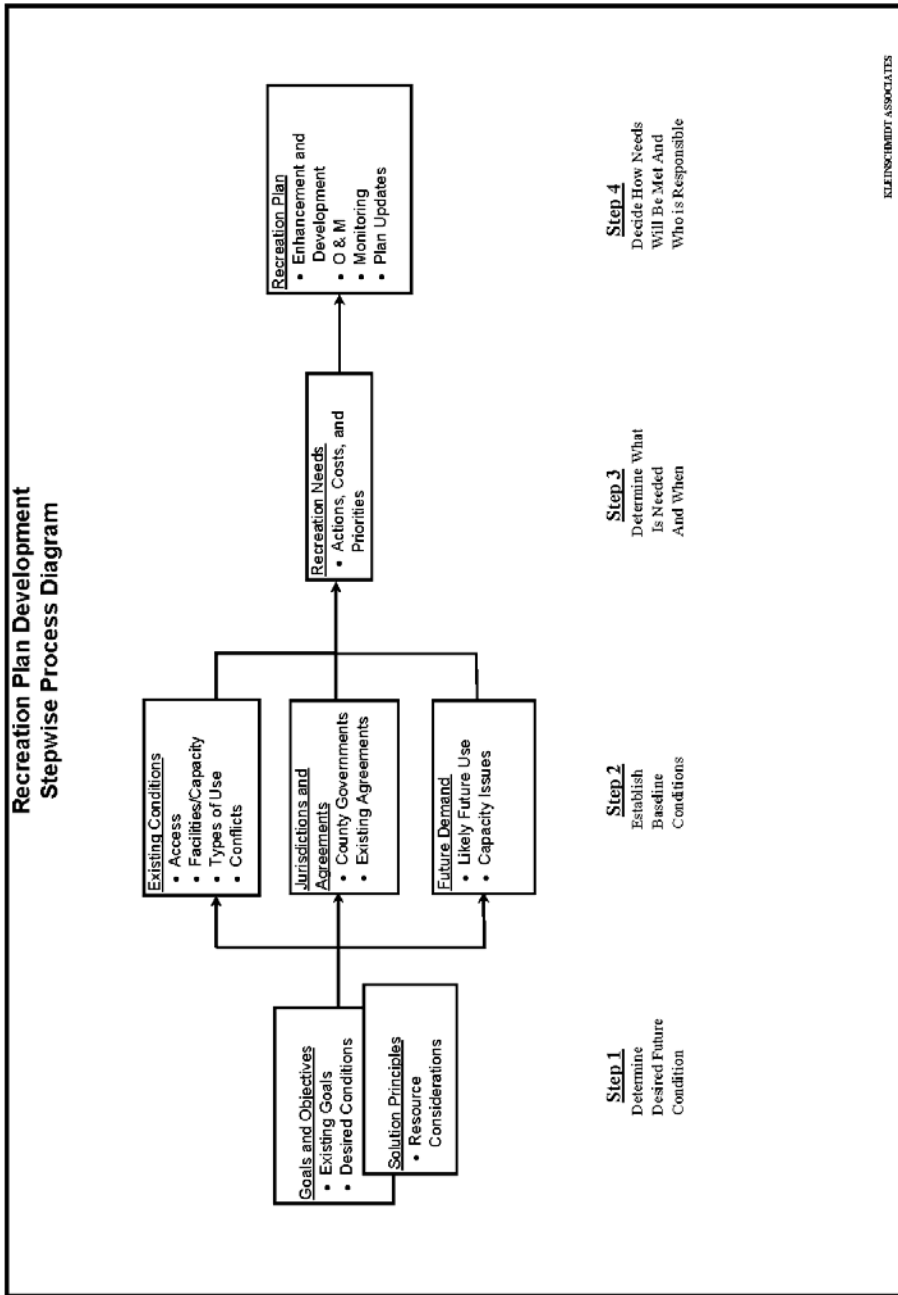 Recreation Plan Development
Stepwise Process Diagram
Goals and Objectives
• Existing Goals
• Desired Conditions
Solution Principles
• Resource
Considerations
Existing Conditions
• Access
• Facilities/Capacity
• Types of Use
• Conflicts
Jurisdictions and
Agreements
• County Governments
• Existing Agreements
Future Demand
• Likely Future Use
• Capacity Issues
Recreation Needs
• Actions, Costs, and
Priorities
Recreation Plan
• Enhancement and
Development
• O & M
• Monitoring
• Plan Updates
Step 1
Determine
Desired Future
Condition
Step 2
Establish
Baseline
Conditions
Step 3
Determine What
Is Needed
And When
Step 4
Decide How Needs
Will Be Met And
Who is Responsible
KLEINSCHMIDT ASSOCIATES